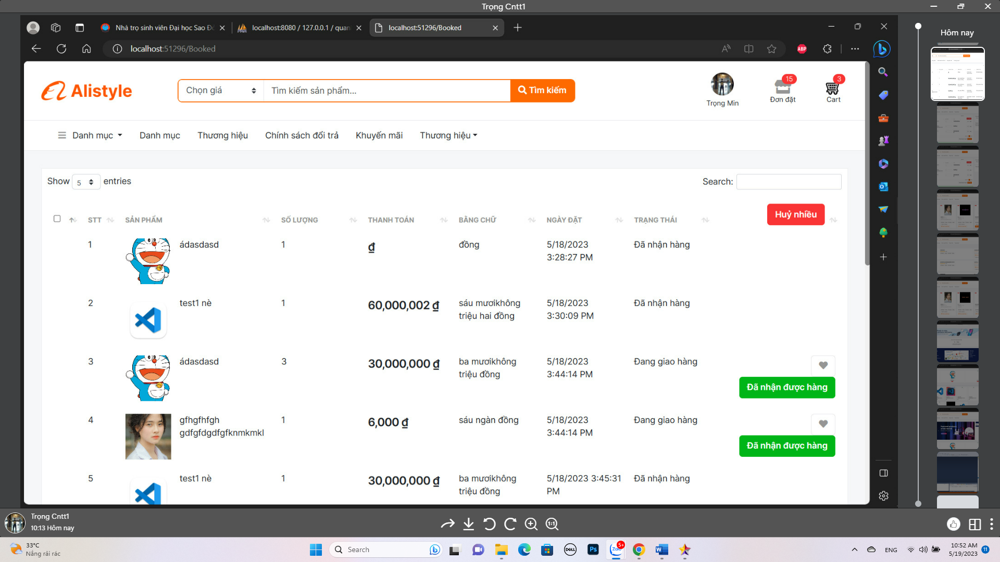 Trọng Cntt1
Nhà trọ sinh viên Đại học Sao Đỏ
localhost:8080 / 127.0.0.1 / quan
localhost:51296/Booked
localhost:51296/Booked
ABP
Hôm nay
Alistyle
Chọn giá
Tìm kiếm sản phẩm...
Tìm kiếm
Trọng Min
15
Đơn đặt
3
Cart
Danh mục
Danh mục
Thương hiệu
Chính sách đổi trả
Khuyến mãi
Thương hiệu
Show 5 entries
Search:
STT
SẢN PHẨM
SỐ LƯỢNG
THANH TOÁN
BẰNG CHỮ
NGÀY ĐẶT
TRẠNG THÁI
Huỷ nhiều
1 ádasdasd 1 ₫ đồng 5/18/2023 Đã nhận hàng
3:28:27 PM
2 test1 nè 1 60,000,002 ₫ sáu mươikhông 5/18/2023 Đã nhận hàng
triệu hai đồng 3:30:09 PM
3 ádasdasd 3 30,000,000 ₫ ba mươikhông 5/18/2023 Đang giao hàng
triệu đồng 3:44:14 PM
Đã nhận được hàng
4 gfhgfhfgh 1 6,000 ₫ sáu ngàn đồng 5/18/2023 Đang giao hàng
gdfgfdgdfgfknmkmkl 3:44:14 PM
Đã nhận được hàng
5 test1 nè 1 30,000,000 ₫ ba mươikhông 5/18/2023 3:45:31 Đã nhận hàng
triệu đồng PM
Trọng Cntt1
10:13 Hôm nay
1:1
33°C
Nắng rải rác
Search
DELL
Ps
Zalo
5+
W
ENG
10:52 AM
5/19/2023
11